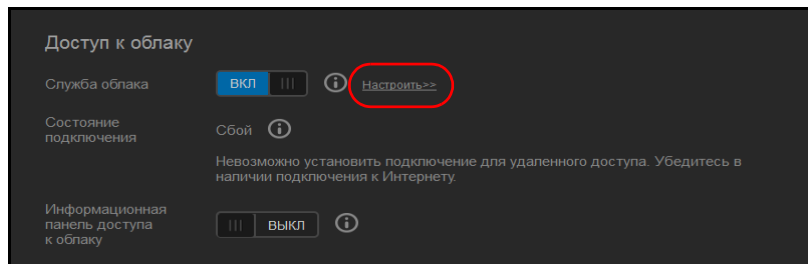 Доступ к облаку
Служба облака ВКЛ Настроить>>
Состояние
подключения
Сбой
Невозможно установить подключение для удаленного доступа. Убедитесь в
наличии подключения к Интернету.
Информационная
панель доступа
к облаку
ВЫКЛ